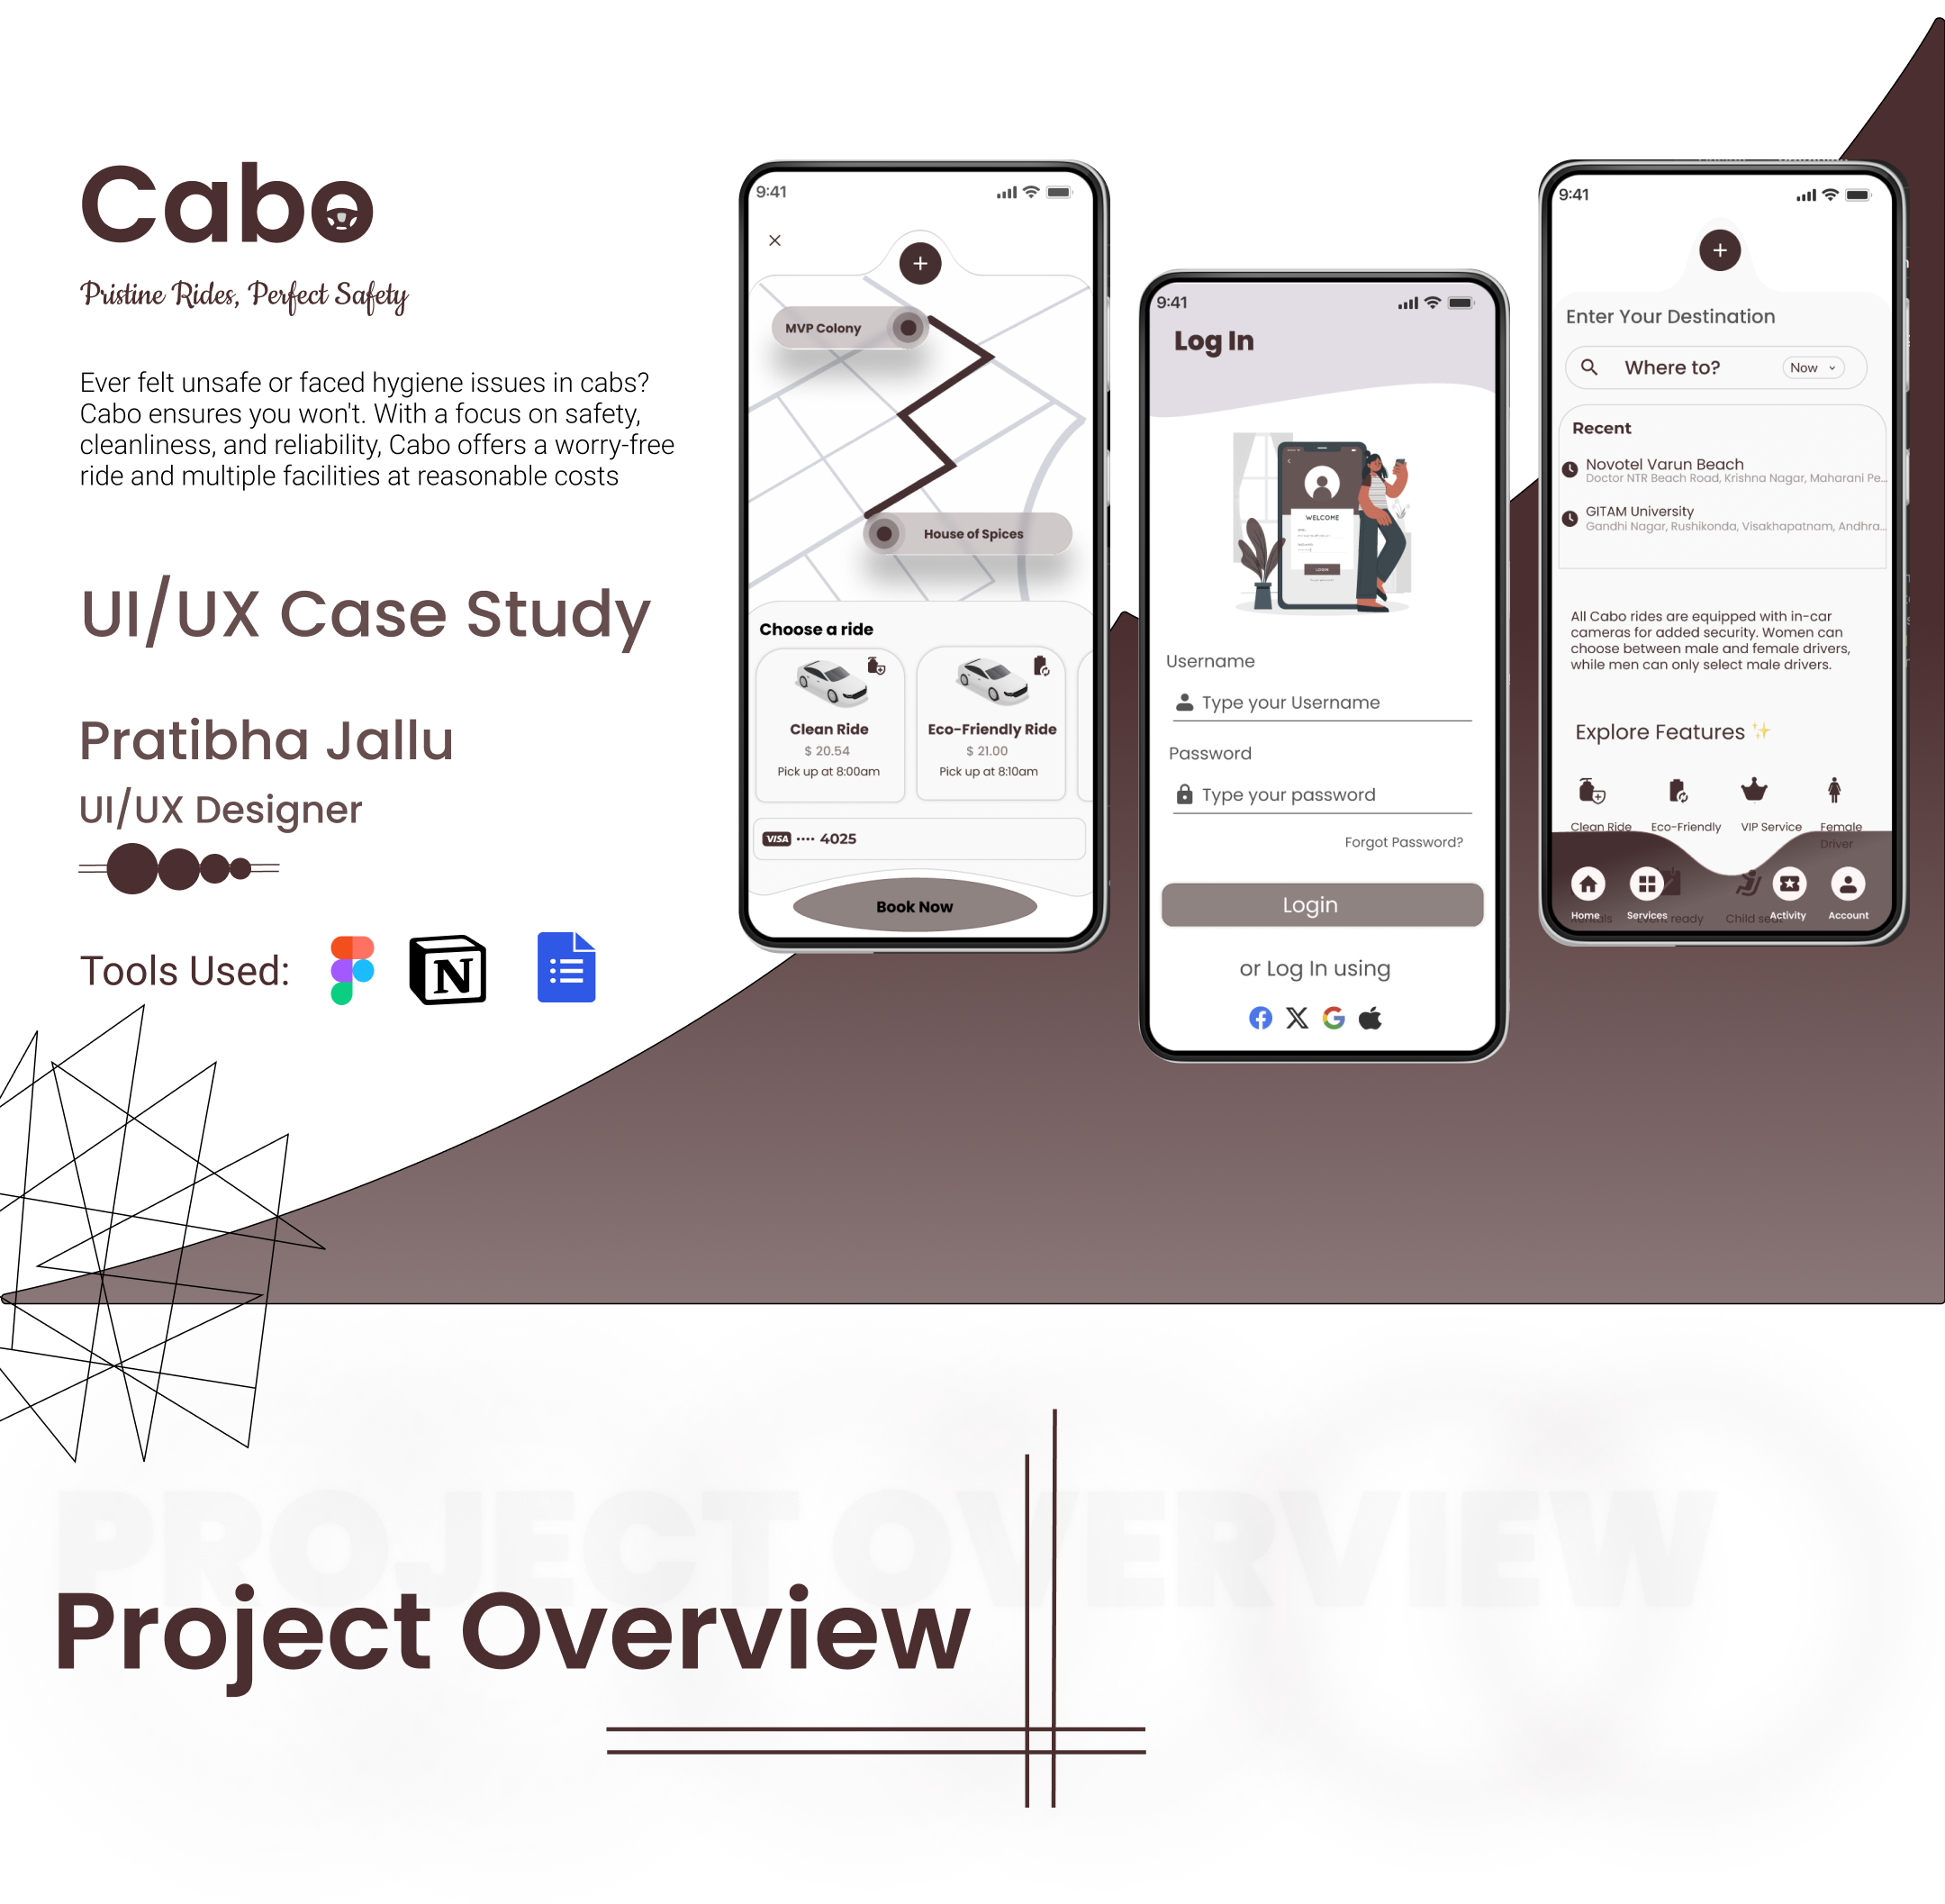 Cabo
Pristine Rides, Perfect Safety
Ever felt unsafe or faced hygiene issues in cabs?
Cabo ensures you won't. With a focus on safety,
cleanliness, and reliability, Cabo offers a worry-free
ride and multiple facilities at reasonable costs
UI/UX Case Study
Pratibha Jallu
UI/UX Designer
Tools Used:
N
9:41
MVP Colony
House of Spices
Choose a ride
Clean Ride
$ 20.54
Pick up at 8:00am
Eco-Friendly Ride
$ 21.00
Pick up at 8:10am
VISA •••• 4025
Book Now
9:41
Log In
WELCOME
Username
Type your Username
Password
Type your password
Forgot Password?
Login
or Log In using
9:41
Enter Your Destination
Where to?
Now
Recent
Novotel Varun Beach
Doctor NTR Beach Road, Krishna Nagar, Maharani Pe...
GITAM University
Gandhi Nagar, Rushikonda, Visakhapatnam, Andhra...
All Cabo rides are equipped with in-car
cameras for added security. Women can
choose between male and female drivers,
while men can only select male drivers.
Explore Features ✨
Clean Ride
Eco-Friendly
VIP Service
Female
Driver
Home
Services
Activity
Account
PROJECT OVERVIEW
Project Overview